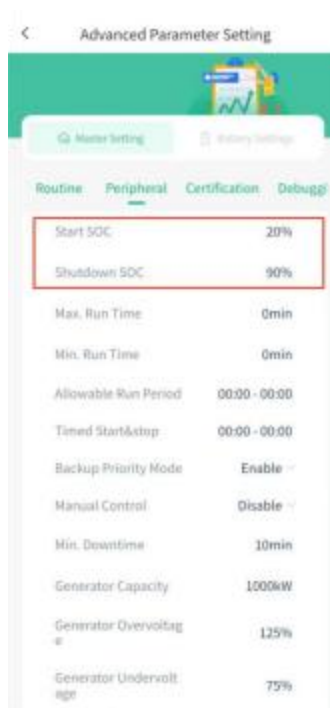 Advanced Parameter Setting
Master Setting
Battery Settings
Routine Peripheral Certification Debuggi
Start SOC 20%
Shutdown SOC 90%
Max. Run Time 0min
Min. Run Time 0min
Allowable Run Period 00:00 - 00:00
Timed Start&stop 00:00 - 00:00
Backup Priority Mode Enable
Manual Control Disable
Min. Downtime 10min
Generator Capacity 1000kW
Generator Overvoltag
e 125%
Generator Undervolt
age 75%